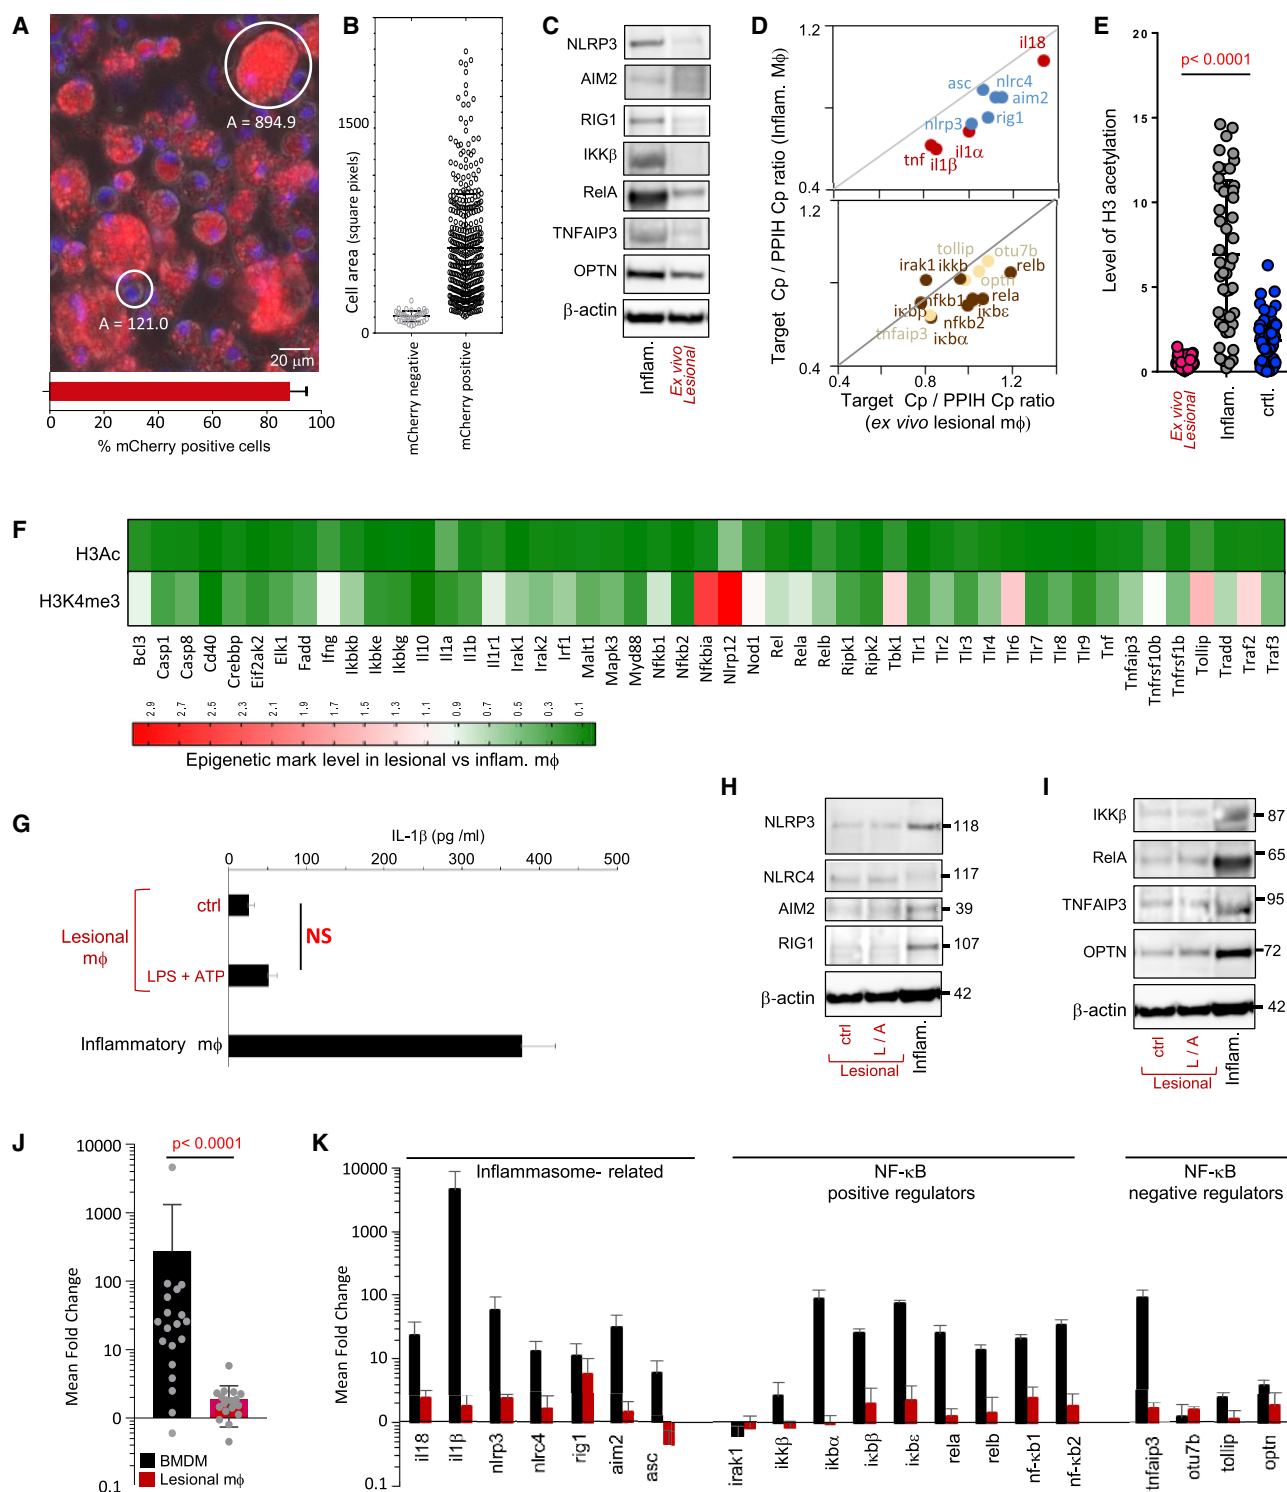 A
A = 894.9
A = 121.0
20 μm
0
20
40
60
80
100
% mCherry positive cells
B
Cell area (square pixels)
1500
0
mCherry negative
mCherry positive
C
NLRP3
AIM2
RIG1
IKKβ
RelA
TNFAIP3
OPTN
β-actin
Inflam.
Ex vivo
Lesional
D
Target Cp / PPIH Cp ratio (Inflam. Mϕ)
1.2
il18
asc
nlrc4
aim2
nlrp3
rig1
il1α
tnf
il1β
0.4
1.2
tollip
otu7b
irak1
ikkb
relb
optn
nfkb1
rela
iκbβ
iκbε
nfkb2
tnfaip3
iκbα
0.4
0.4
0.8
1.2
Target Cp / PPIH Cp ratio
(ex vivo lesional mϕ)
E
p< 0.0001
Level of H3 acetylation
20
15
10
5
0
Ex vivo
Lesional
Inflam.
crtl.
F
H3Ac
H3K4me3
Bcl3
Casp1
Casp8
Cd40
Crebbp
Eif2ak2
Elk1
Fadd
Ifng
Ikbkb
Ikbke
Ikbkg
Il10
Il1a
Il1b
Il1r1
Irak1
Irak2
Irf1
Malt1
Mapk3
Myd88
Nfkb1
Nfkb2
Nfkbia
Nlrp12
Nod1
Rel
Rela
Relb
Ripk1
Ripk2
Tbk1
Tlr1
Tlr2
Tlr3
Tlr4
Tlr6
Tlr7
Tlr8
Tlr9
Tnf
Tnfaip3
Tnfrsf10b
Tnfrsf1b
Tollip
Tradd
Traf2
Traf3
2.9
2.7
2.5
2.3
2.1
1.9
1.7
1.5
1.3
1.1
0.9
0.7
0.5
0.3
0.1
Epigenetic mark level in lesional vs inflam. mϕ
G
IL-1β (pg /ml)
0
100
200
300
400
500
ctrl
Lesional
mϕ
NS
LPS + ATP
Inflammatory mϕ
H
NLRP3
118
NLRC4
117
AIM2
39
RIG1
107
β-actin
42
ctrl
L / A
Inflam.
Lesional
I
IKKβ
87
RelA
65
TNFAIP3
95
OPTN
72
β-actin
42
ctrl
L / A
Inflam.
Lesional
J
p< 0.0001
Mean Fold Change
10000
1000
100
10
0
0.1
BMDM
Lesional mϕ
K
Inflammasome- related
NF-κB
positive regulators
NF-κB
negative regulators
Mean Fold Change
10000
1000
100
10
0
0.1
il18
il1β
nlrp3
nlrc4
rig1
aim2
asc
irak1
ikkβ
ikbα
iκbβ
iκbε
rela
relb
nf-κb1
nf-κb2
tnfaip3
otu7b
tollip
optn